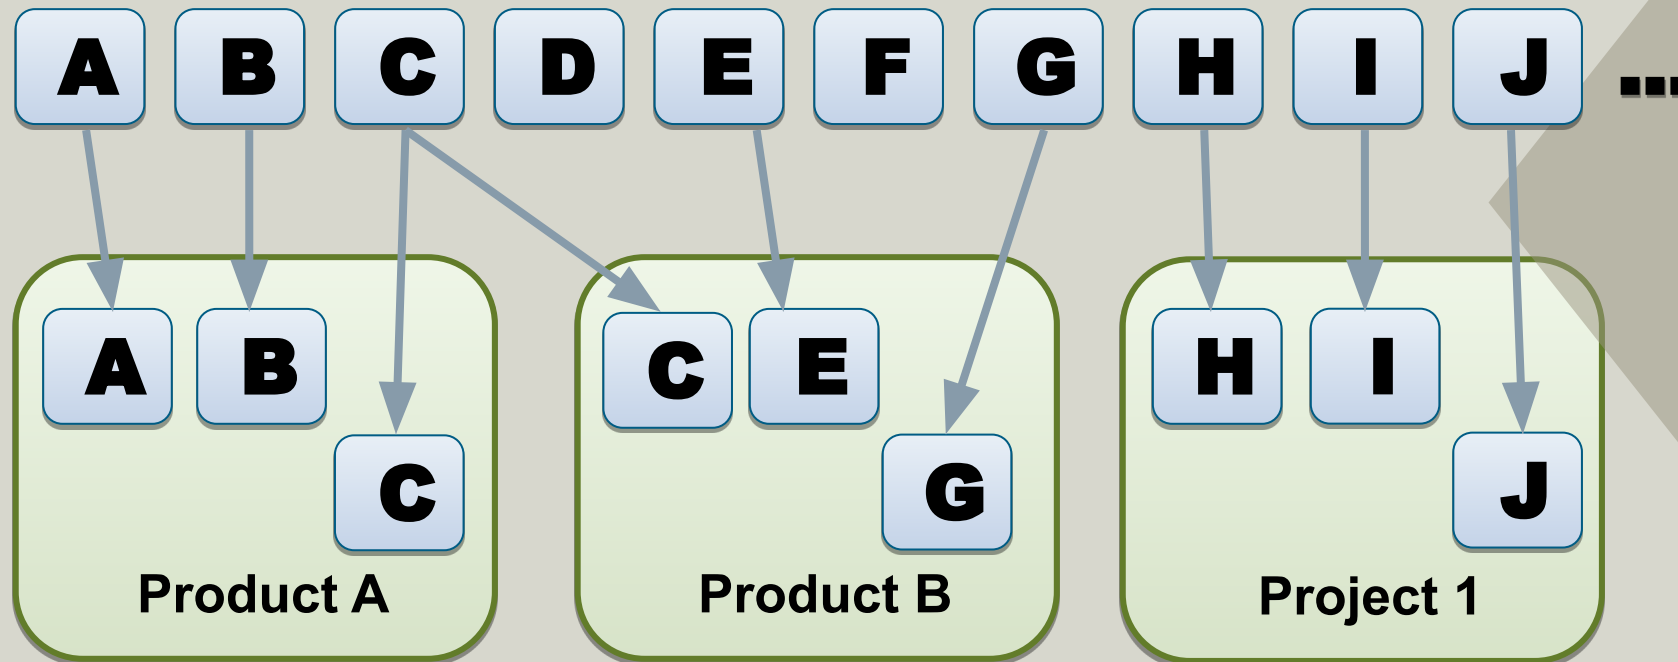 A B C D E F G H I J ...
A B C E H I
C G J
Product A Product B Project 1